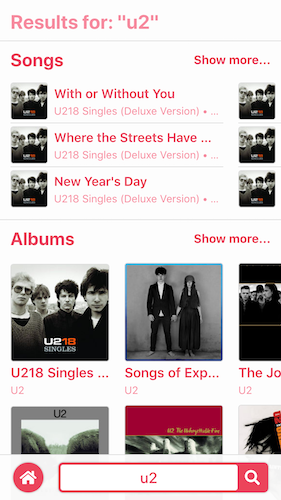 Results for: "u2"
Songs
Show more...
With or Without You
U218 Singles (Deluxe Version) • ...
Where the Streets Have ...
U218 Singles (Deluxe Version) • ...
New Year's Day
U218 Singles (Deluxe Version) • ...
Albums
Show more...
U218
SINGLES
U218 Singles ...
U2
Songs of Exp...
U2
The Jo
U2
U2
U2 The Unforgettable Fire
u2